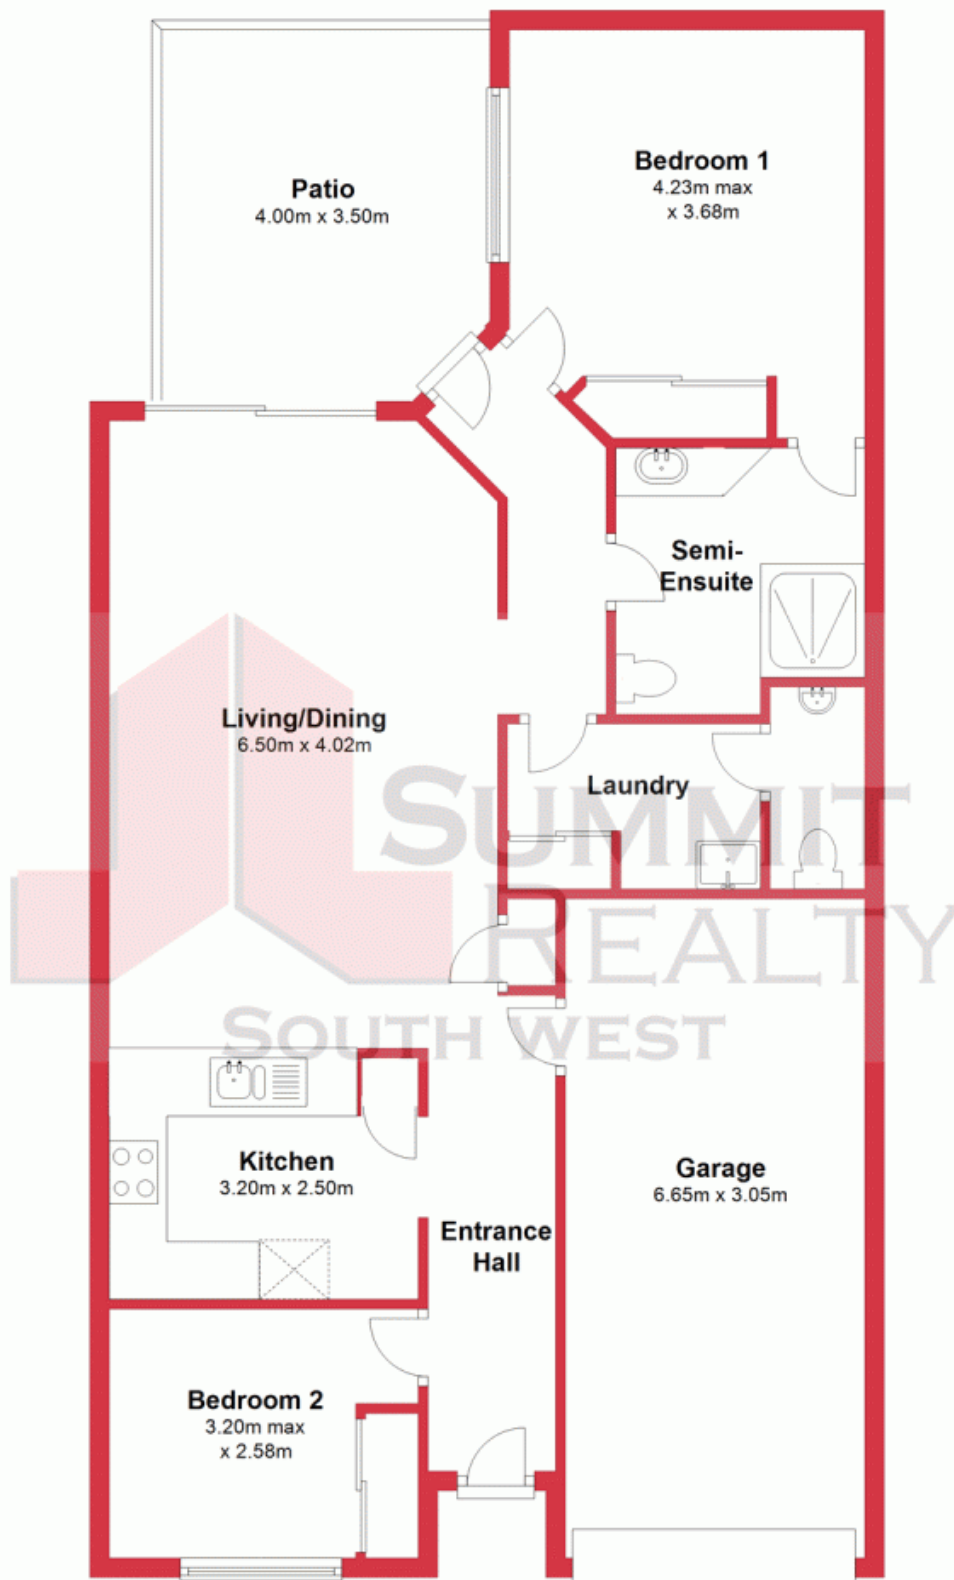 Patio
4.00m x 3.50m
Bedroom 1
4.23m max
x 3.68m
Semi-
Ensuite
Living/Dining
6.50m x 4.02m
Laundry
SUMMIT
REALTY
SOUTH WEST
Kitchen
3.20m x 2.50m
Garage
6.65m x 3.05m
Entrance
Hall
Bedroom 2
3.20m max
x 2.58m